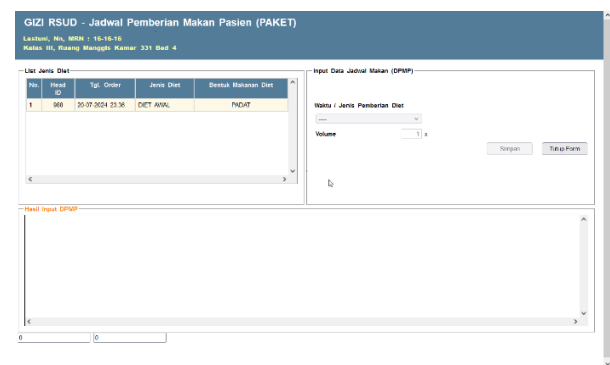 GIZI RSUD - Jadwal Pemberian Makan Pasien (PAKET)
Lestuni, Nn, MRN : 16-16-16
Kelas III, Ruang Manggis Kamar 331 Bed 4
List Jenis Diet
No. Head ID Tgl. Order Jenis Diet Bentuk Makanan Diet
1 988 20-07-2024 23:36 DIET AWAL PADAT
Input Data Jadwal Makan (DPMP)
Waktu / Jenis Pemberian Diet
----
Volume 1 x
Simpan Tutup Form
Hasil Input DPMP
0 0